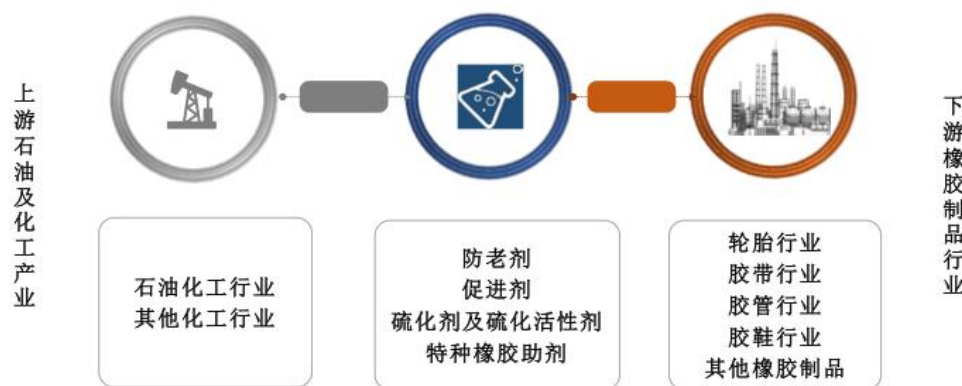 上游石油及化工产业
石油化工行业
其他化工行业
防老剂
促进剂
硫化剂及硫化活性剂
特种橡胶助剂
轮胎行业
胶带行业
胶管行业
胶鞋行业
其他橡胶制品
下游橡胶制品行业